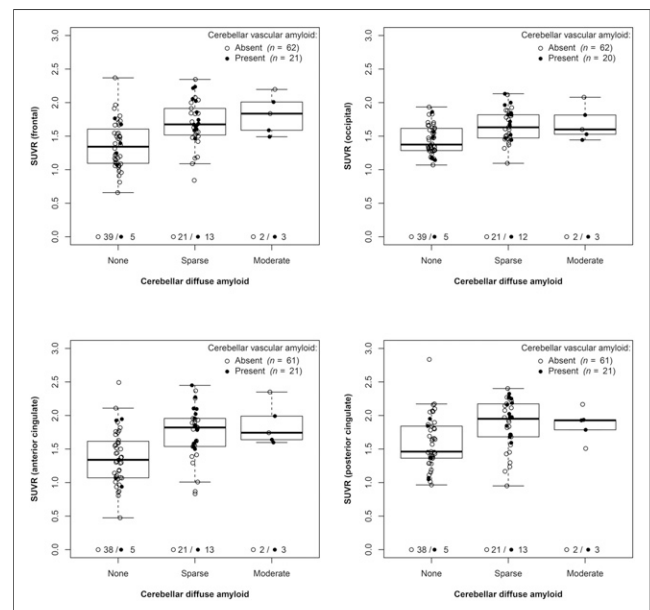 Cerebellar vascular amyloid:
Absent (n = 62)
Present (n = 21)
SUVR (frontal)
3.0
2.5
2.0
1.5
1.0
0.5
0.0
39 / 5
21 / 13
2 / 3
None Sparse Moderate
Cerebellar diffuse amyloid
Cerebellar vascular amyloid:
Absent (n = 62)
Present (n = 20)
SUVR (occipital)
3.0
2.5
2.0
1.5
1.0
0.5
0.0
39 / 5
21 / 12
2 / 3
None Sparse Moderate
Cerebellar diffuse amyloid
Cerebellar vascular amyloid:
Absent (n = 61)
Present (n = 21)
SUVR (anterior cingulate)
3.0
2.5
2.0
1.5
1.0
0.5
0.0
38 / 5
21 / 13
2 / 3
None Sparse Moderate
Cerebellar diffuse amyloid
Cerebellar vascular amyloid:
Absent (n = 61)
Present (n = 21)
SUVR (posterior cingulate)
3.0
2.5
2.0
1.5
1.0
0.5
0.0
38 / 5
21 / 13
2 / 3
None Sparse Moderate
Cerebellar diffuse amyloid